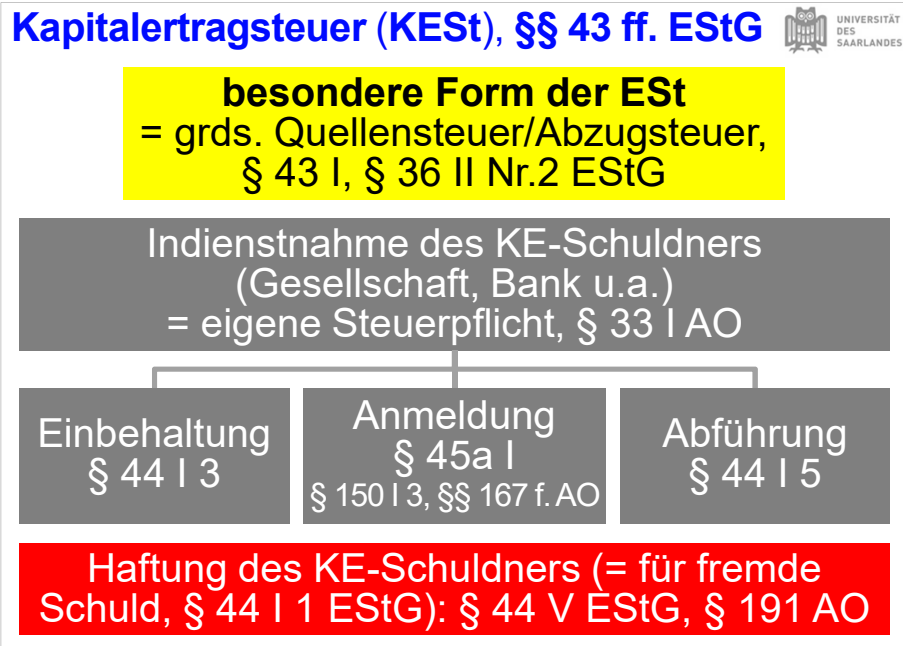 Kapitalertragsteuer (KESt), §§ 43 ff. EStG
UNIVERSITÄT
DES
SAARLANDES
besondere Form der ESt
= grds. Quellensteuer/Abzugsteuer,
§ 43 I, § 36 II Nr.2 EStG
Indienstnahme des KE-Schuldners
(Gesellschaft, Bank u.a.)
= eigene Steuerpflicht, § 33 I AO
Einbehaltung
§ 44 I 3
Anmeldung
§ 45a I
§ 150 I 3, §§ 167 f. AO
Abführung
§ 44 I 5
Haftung des KE-Schuldners (= für fremde
Schuld, § 44 I 1 EStG): § 44 V EStG, § 191 AO